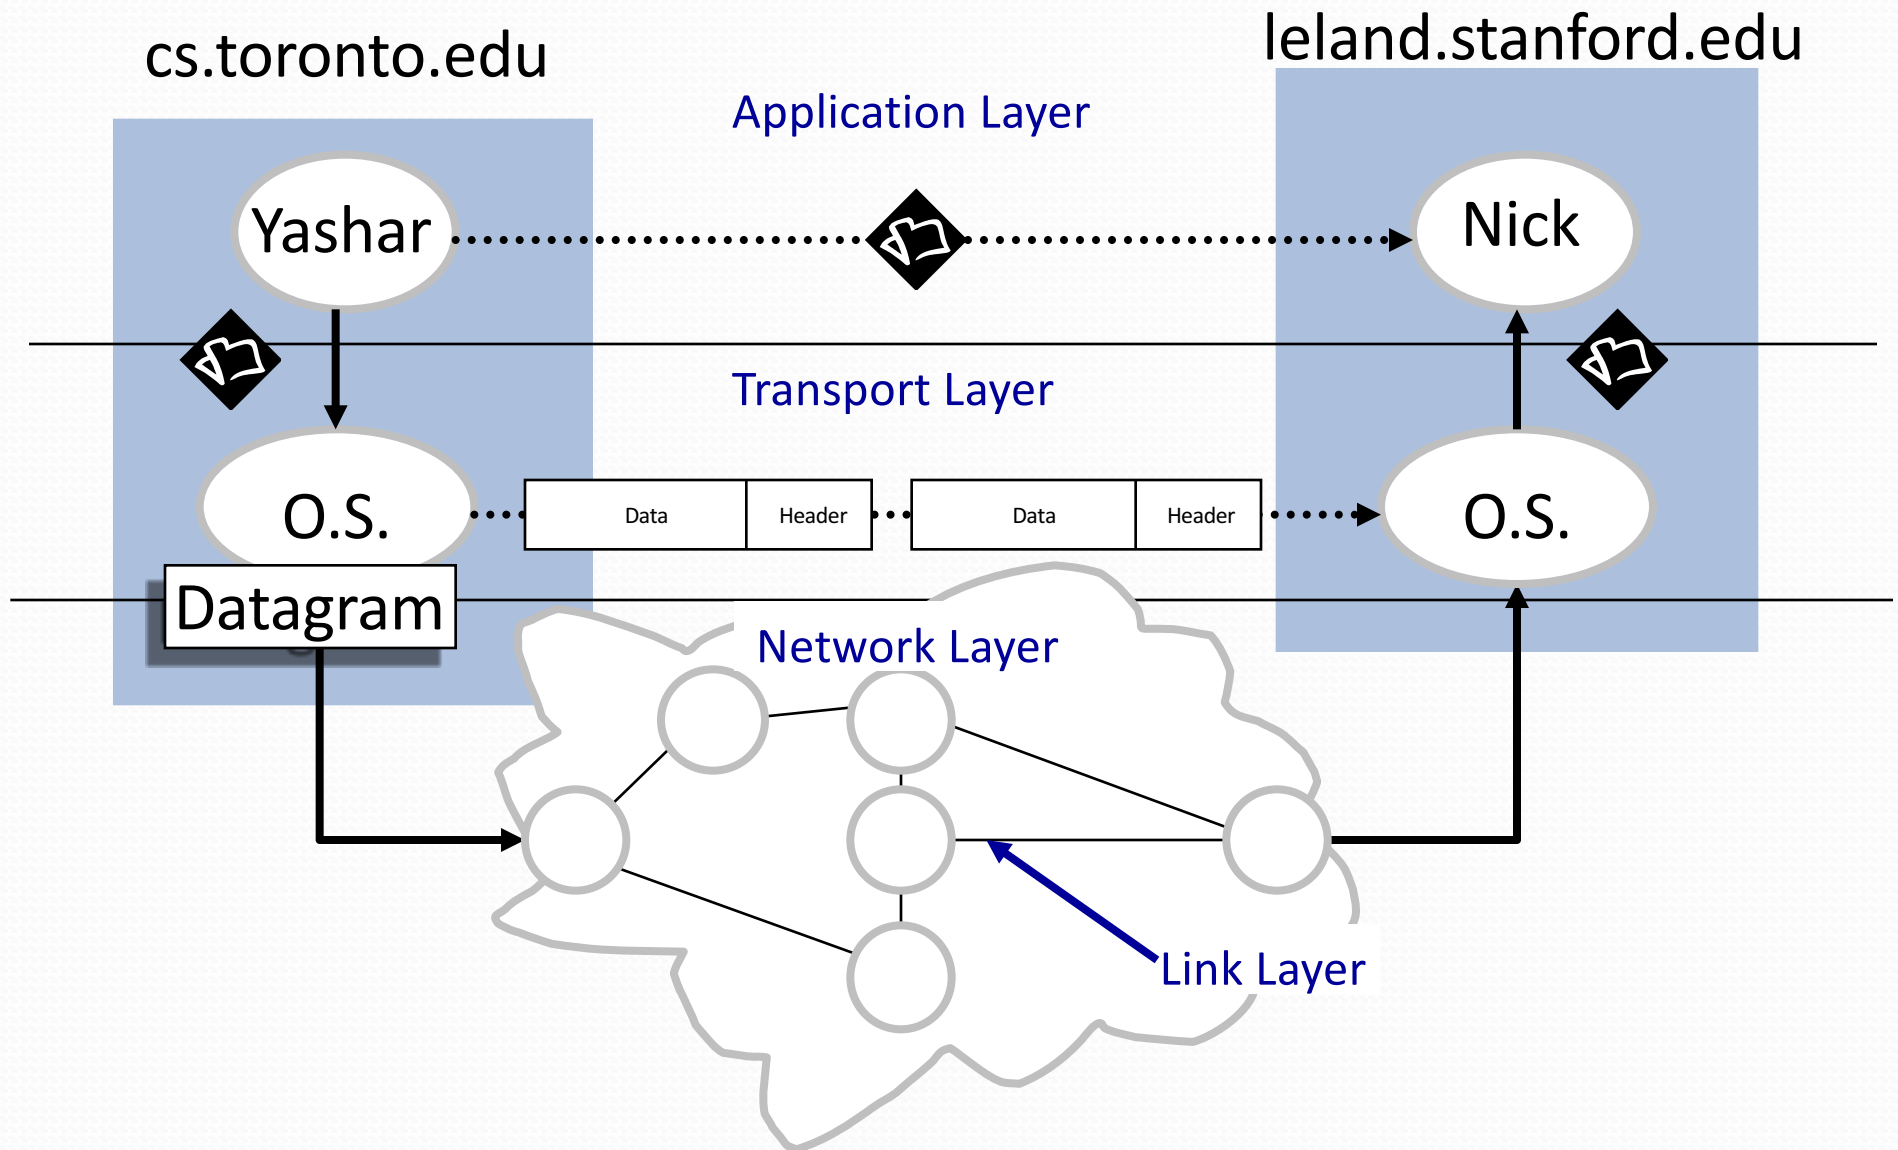 cs.toronto.edu
leland.stanford.edu
Application Layer
Yashar
Nick
Transport Layer
O.S.
Data
Header
Data
Header
O.S.
Datagram
Network Layer
Link Layer